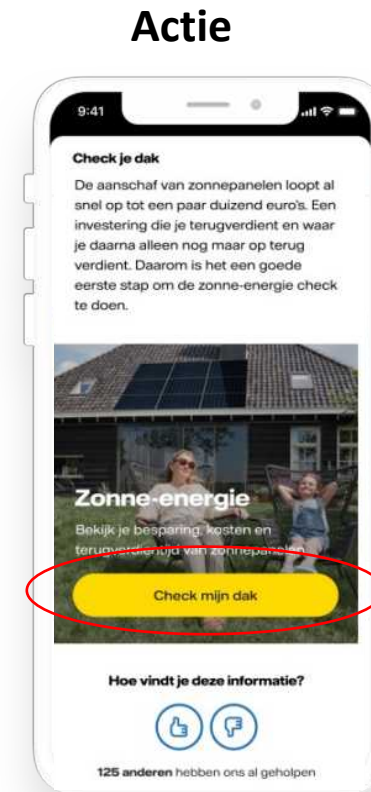 Actie
9:41
Check je dak
De aanschaf van zonnepanelen loopt al
snel op tot een paar duizend euro's. Een
investering die je terugverdient en waar
je daarna alleen nog maar op terug
verdient. Daarom is het een goede
eerste stap om de zonne-energie check
te doen.
Zonne-energie
Bekijk je besparing, kosten en
terugverdientijd van zonnepanelen
Check mijn dak
Hoe vindt je deze informatie?
125 anderen hebben ons al geholpen